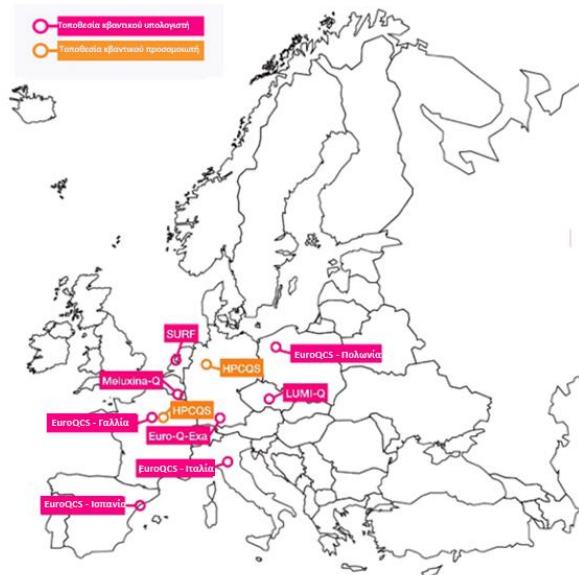 Τοποθεσία κβαντικού υπολογιστή
Τοποθεσία κβαντικού προσομοιωτή
SURF
EuroQCS - Πολωνία
HPCQS
Meluxina-Q
LUMI-Q
HPCQS
EuroQCS - Γαλλία
Euro-Q-Exa
EuroQCS - Ιταλία
EuroQCS - Ισπανία